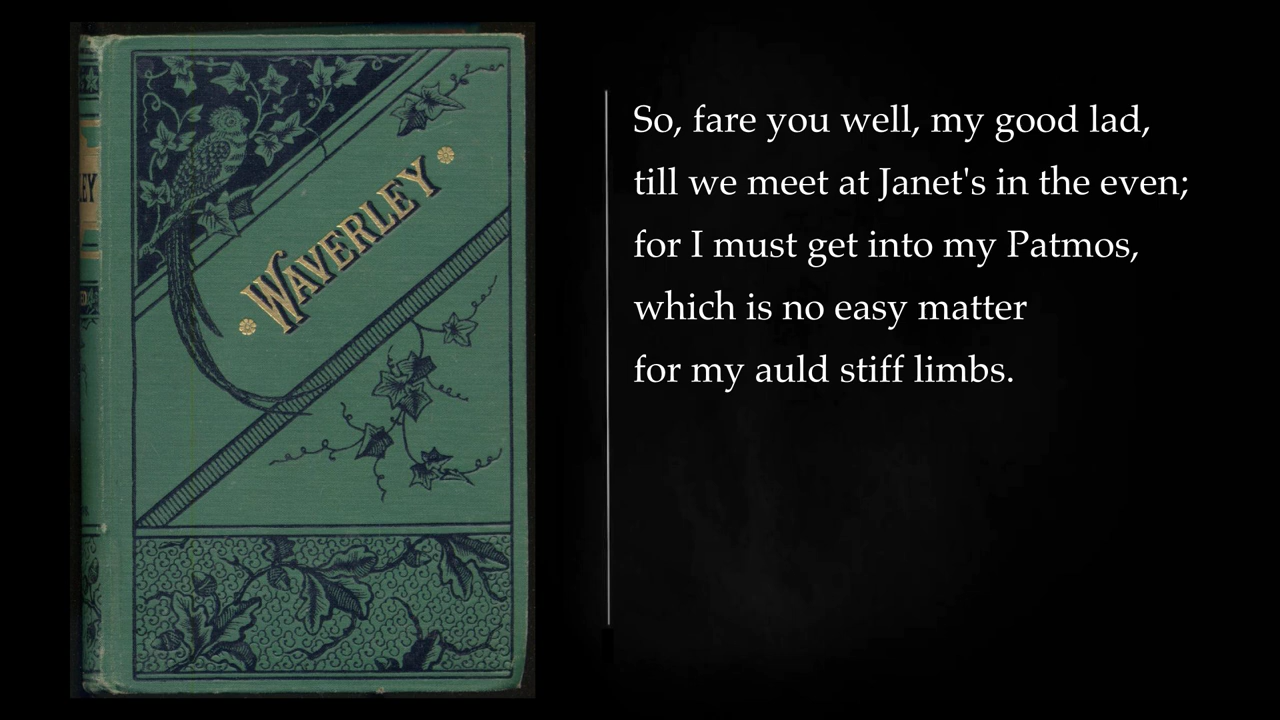 WAVERLEY
So, fare you well, my good lad,
till we meet at Janet's in the even;
for I must get into my Patmos,
which is no easy matter
for my auld stiff limbs.